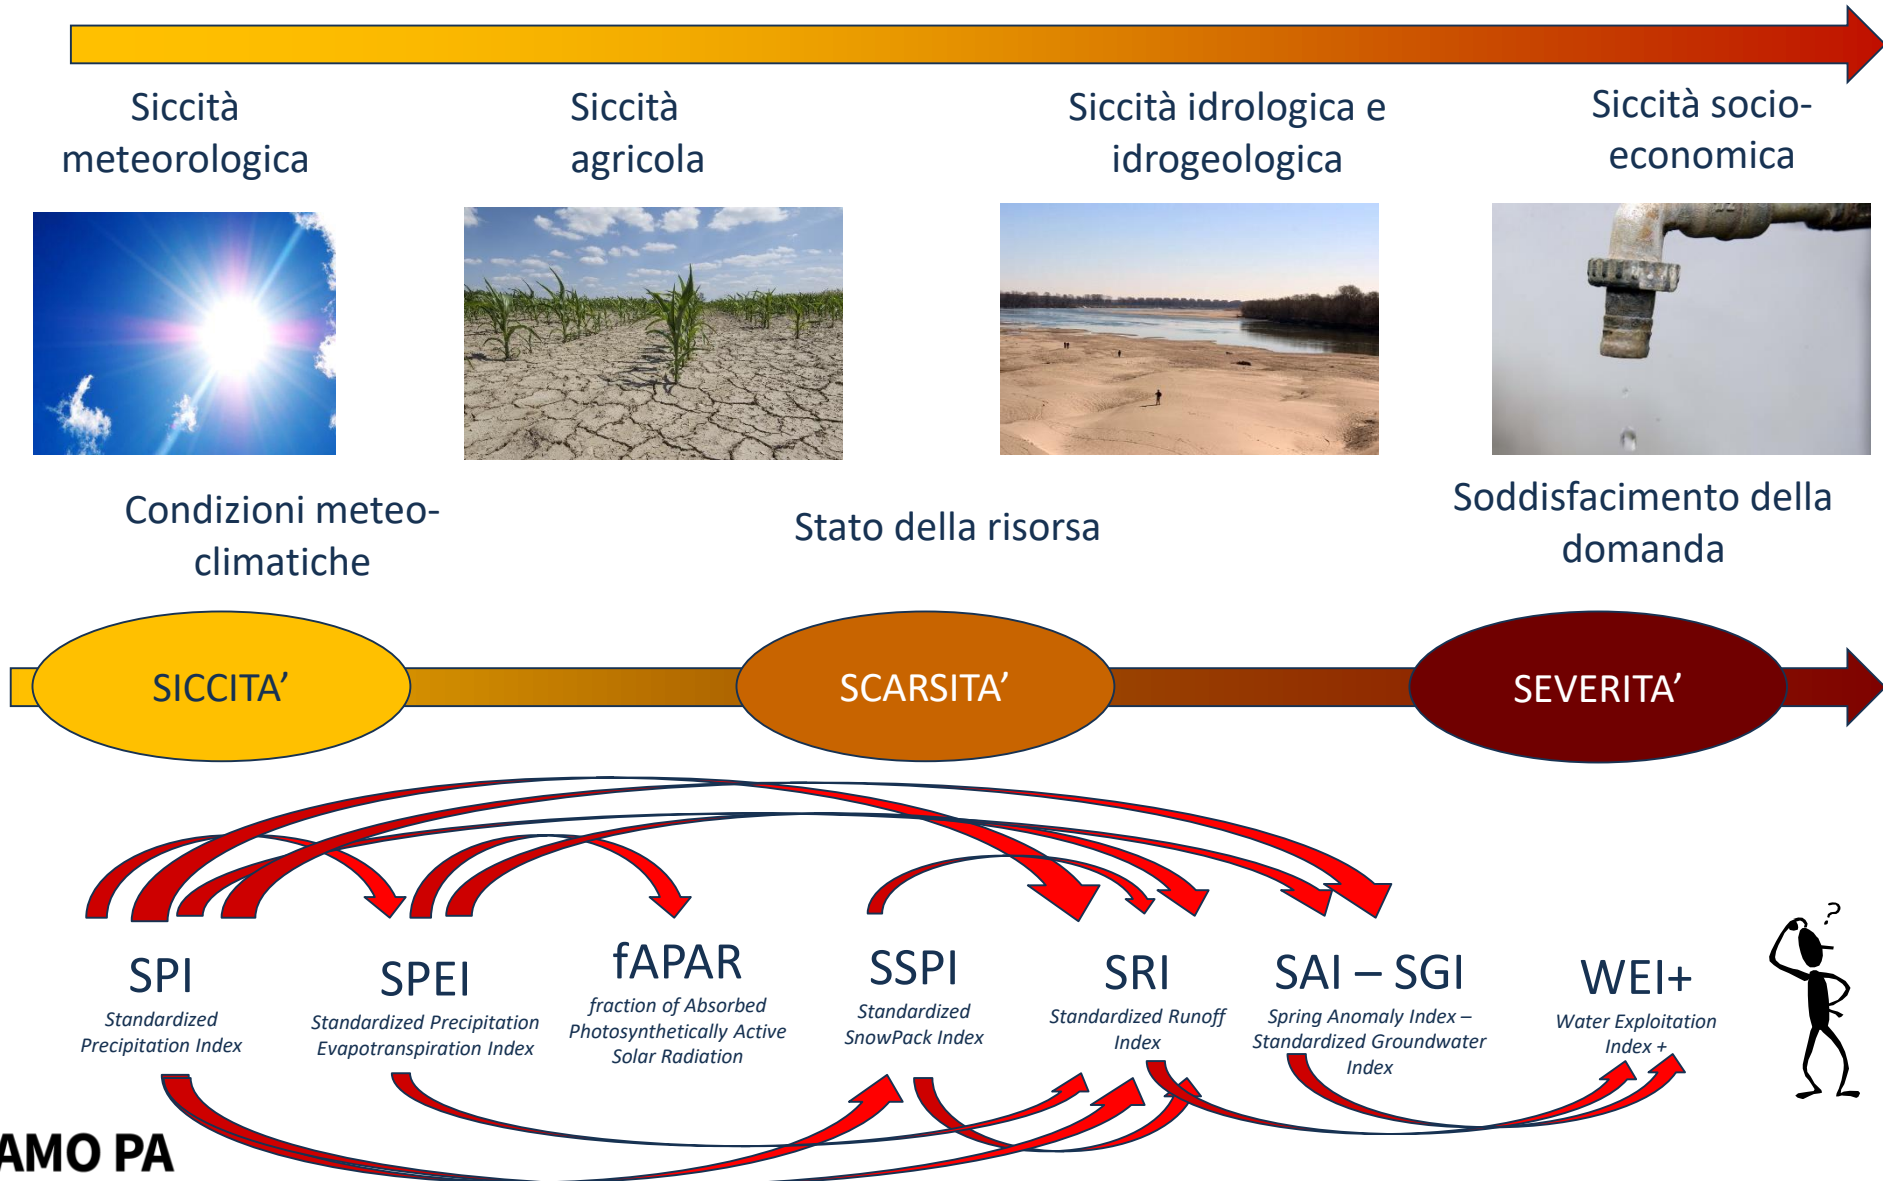 Siccità
meteorologica
Siccità
agricola
Siccità idrologica e
idrogeologica
Siccità socio-
economica
Condizioni meteo-
climatiche
Stato della risorsa
Soddisfacimento della
domanda
SICCITA’
SCARSITA’
SEVERITA’
SPI
Standardized
Precipitation Index
SPEI
Standardized Precipitation
Evapotranspiration Index
fAPAR
fraction of Absorbed
Photosynthetically Active
Solar Radiation
SSPI
Standardized
SnowPack Index
SRI
Standardized Runoff
Index
SAI – SGI
Spring Anomaly Index –
Standardized Groundwater
Index
WEI+
Water Exploitation
Index +
?
AMO PA